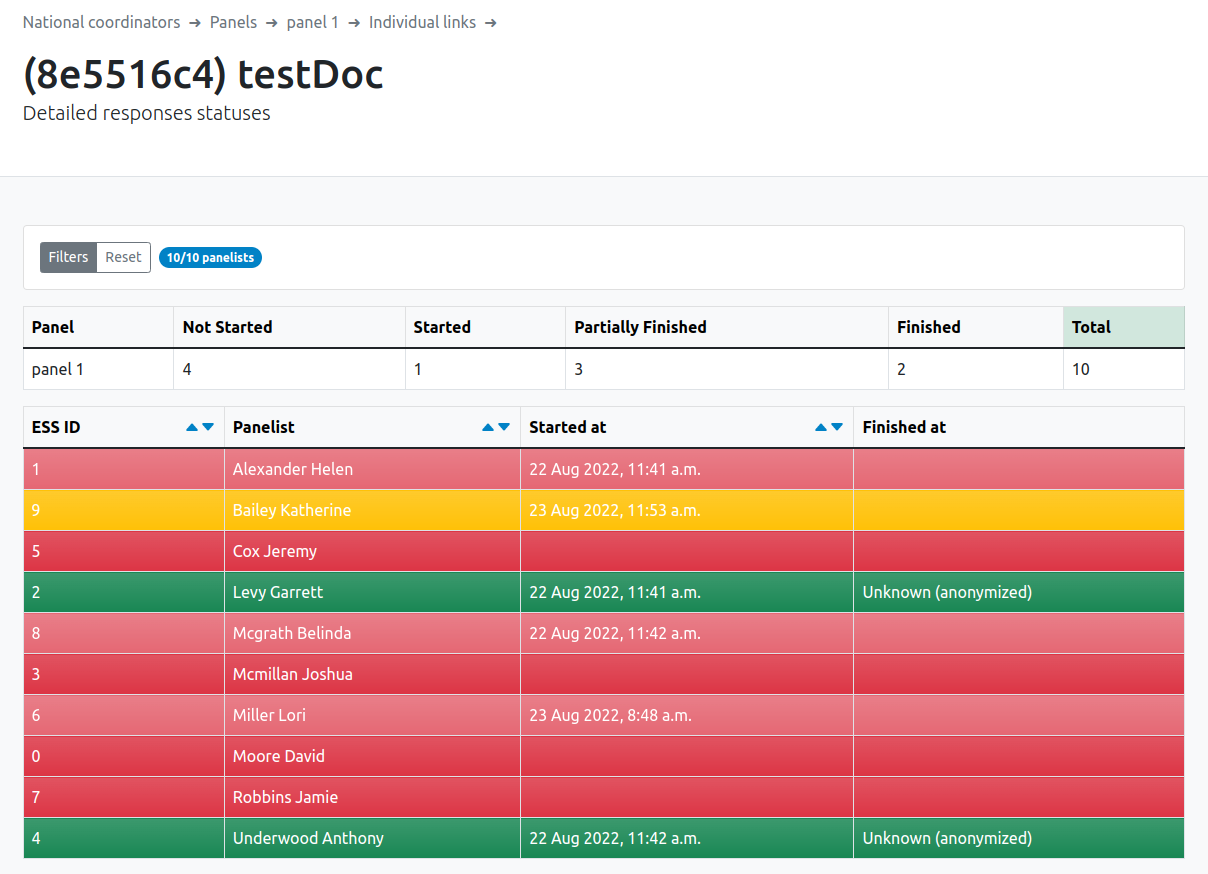 National coordinators → Panels → panel 1 → Individual links →
(8e5516c4) testDoc
Detailed responses statuses
Filters Reset 10/10 panelists
Panel Not Started Started Partially Finished Finished Total
panel 1 4 1 3 2 10
ESS ID Panelist Started at Finished at
1 Alexander Helen 22 Aug 2022, 11:41 a.m.
9 Bailey Katherine 23 Aug 2022, 11:53 a.m.
5 Cox Jeremy
2 Levy Garrett 22 Aug 2022, 11:41 a.m. Unknown (anonymized)
8 Mcgrath Belinda 22 Aug 2022, 11:42 a.m.
3 Mcmillan Joshua
6 Miller Lori 23 Aug 2022, 8:48 a.m.
0 Moore David
7 Robbins Jamie
4 Underwood Anthony 22 Aug 2022, 11:42 a.m. Unknown (anonymized)